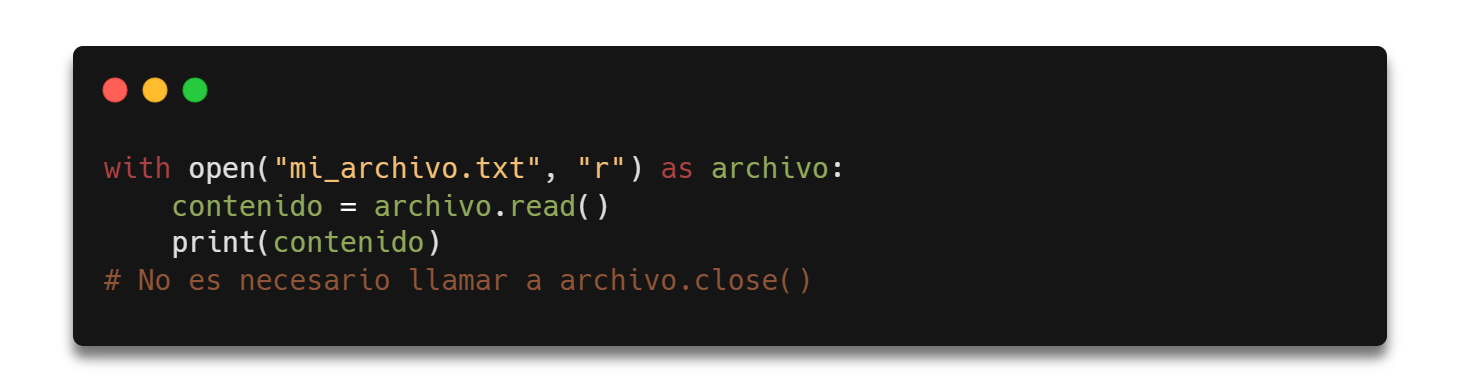 with open("mi_archivo.txt", "r") as archivo:
    contenido = archivo.read()
    print(contenido)
# No es necesario llamar a archivo.close()